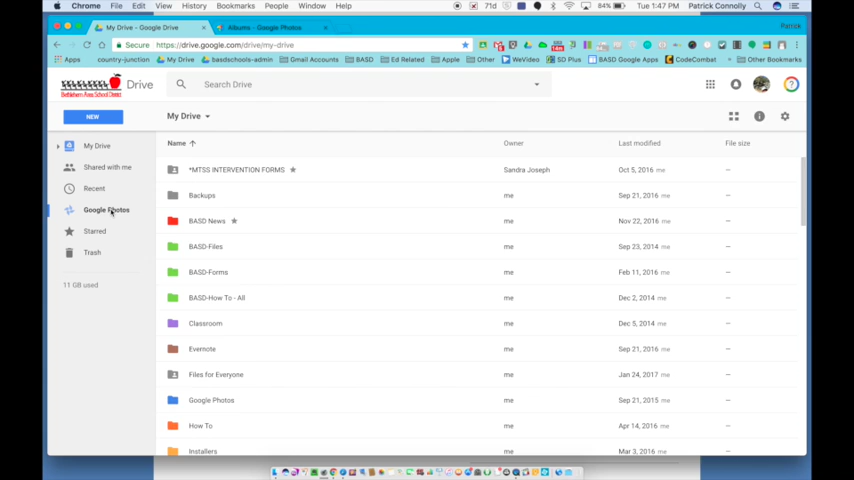 Chrome File Edit View History Bookmarks People Window Help 71d 84% Tue 1:47 PM Patrick Connolly
My Drive - Google Drive × Albums - Google Photos × Patrick
Secure https://drive.google.com/drive/my-drive
Apps country-junction My Drive basdschools-admin Gmail Accounts BASD Ed Related Apple Other WeVideo SD Plus BASD Google Apps CodeCombat » Other Bookmarks
Bethlehem Area School District Drive Search Drive
NEW My Drive
My Drive
Shared with me
Recent
Google Photos
Starred
Trash
11 GB used
Name Owner Last modified File size
*MTSS INTERVENTION FORMS Sandra Joseph Oct 5, 2016 me –
Backups me Sep 21, 2016 me –
BASD News me Nov 22, 2016 me –
BASD-Files me Sep 23, 2014 me –
BASD-Forms me Feb 11, 2016 me –
BASD-How To - All me Dec 2, 2014 me –
Classroom me Dec 5, 2014 me –
Evernote me Sep 21, 2016 me –
Files for Everyone me Jan 24, 2017 me –
Google Photos me Sep 21, 2015 me –
How To me Apr 14, 2016 me –
Installers me Mar 3, 2016 me –